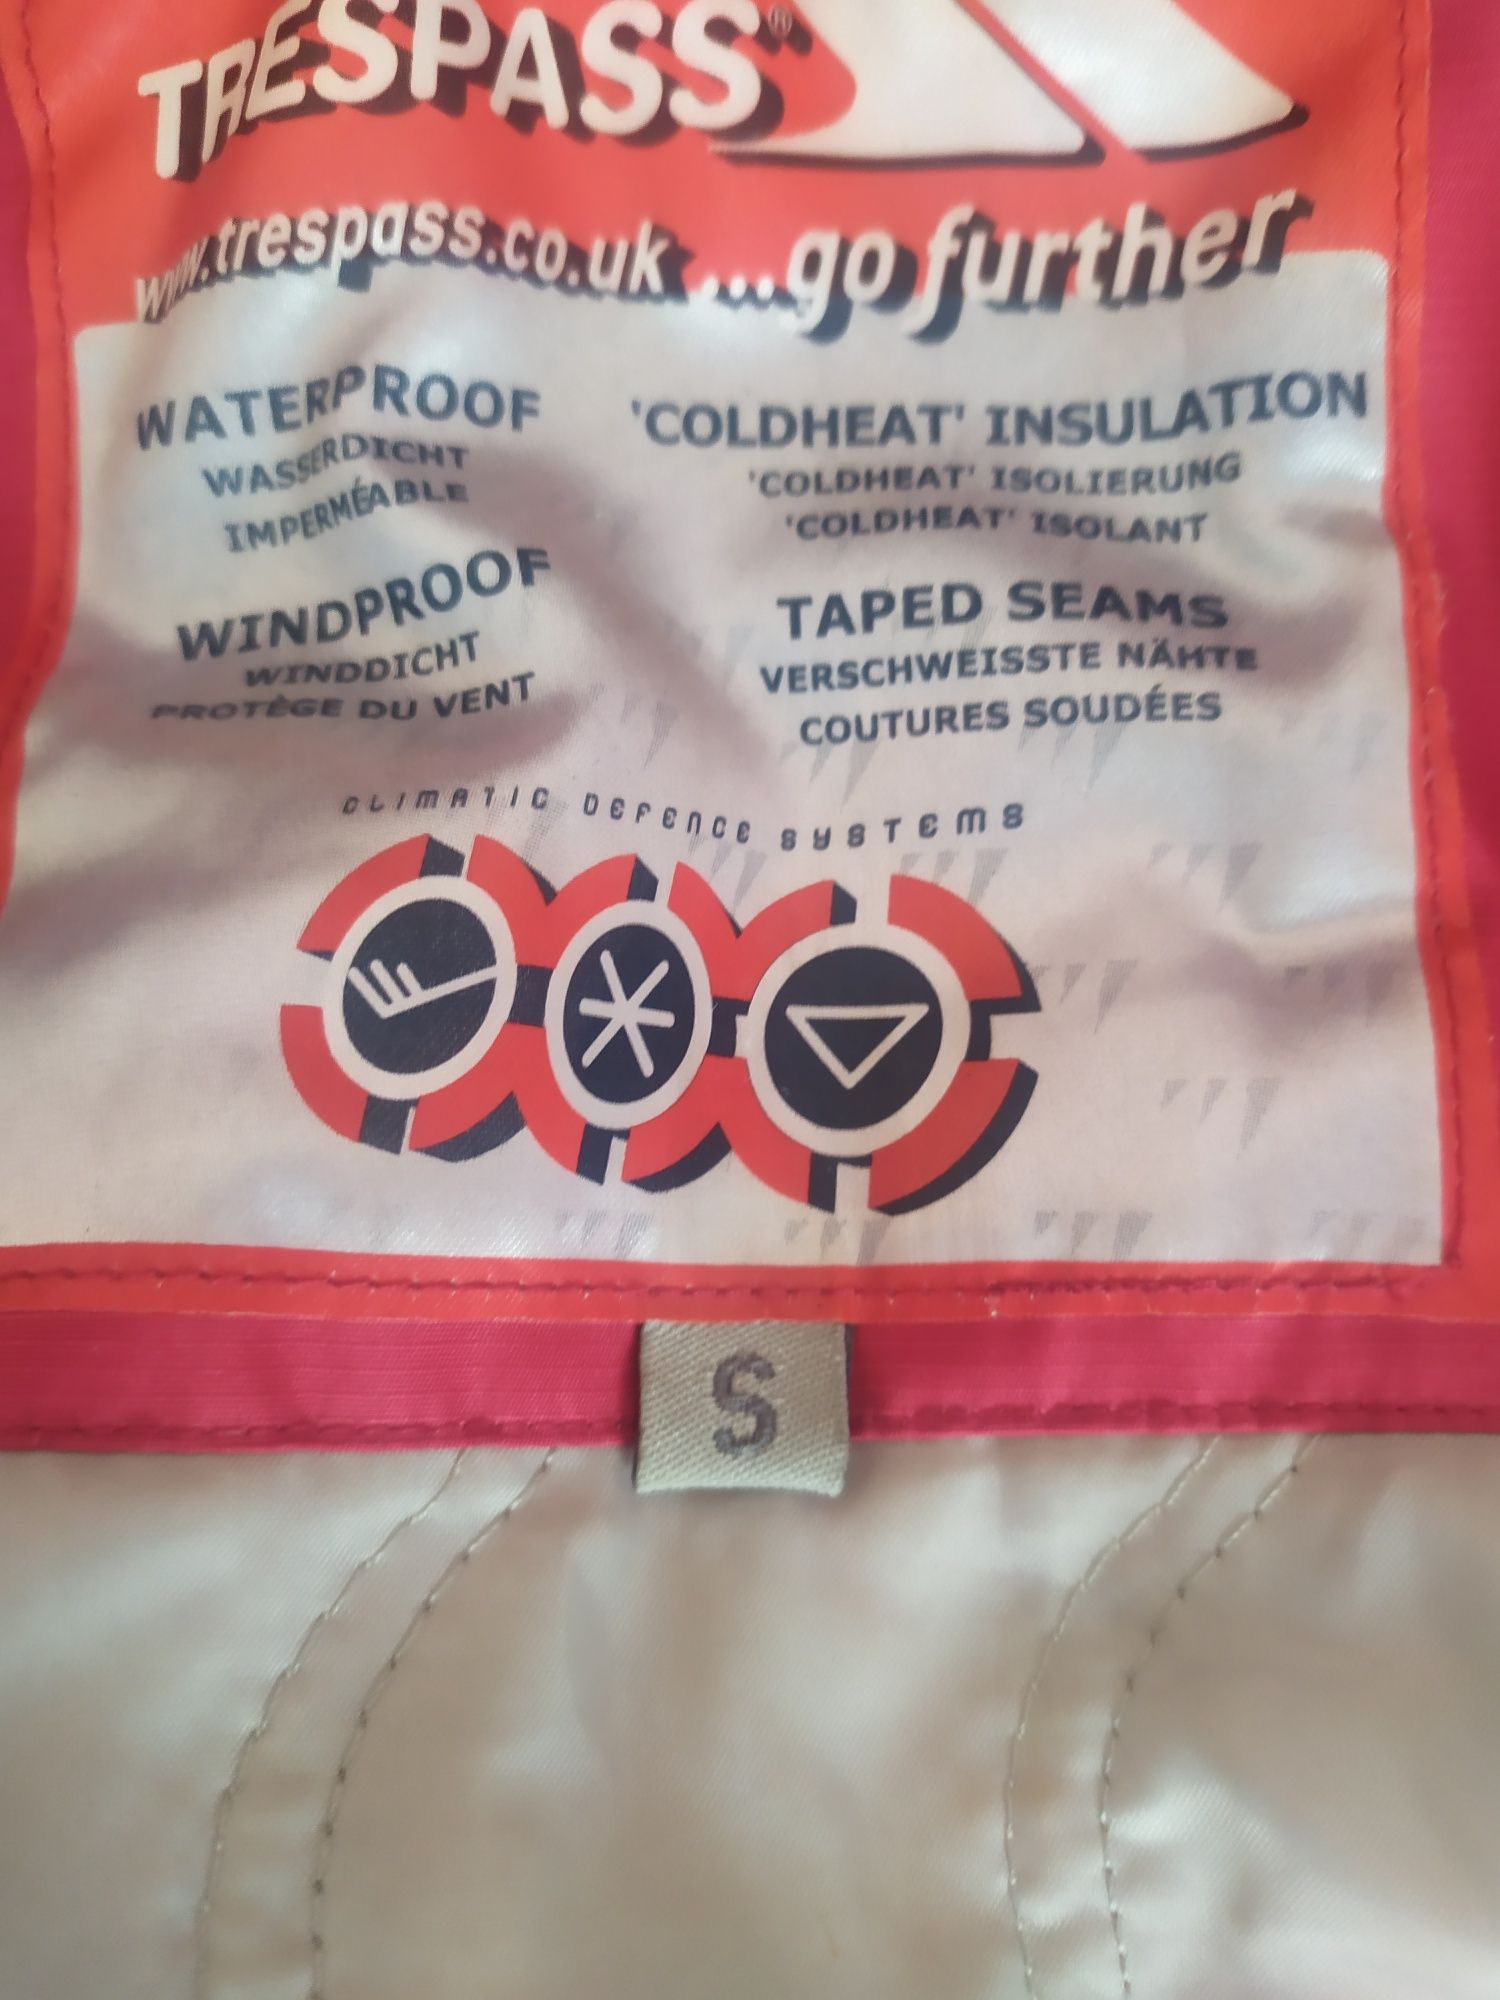 TRESPASS®
www.trespass.co.uk ...go further
WATERPROOF
WASSERDICHT
IMPERMÉABLE
WINDPROOF
WINDDICHT
PROTÈGE DU VENT
'COLDHEAT' INSULATION
'COLDHEAT' ISOLIERUNG
'COLDHEAT' ISOLANT
TAPED SEAMS
VERSCHWEISSTE NÄHTE
COUTURES SOUDÉES
CLIMATIC DEFENCE SYSTEMS
S